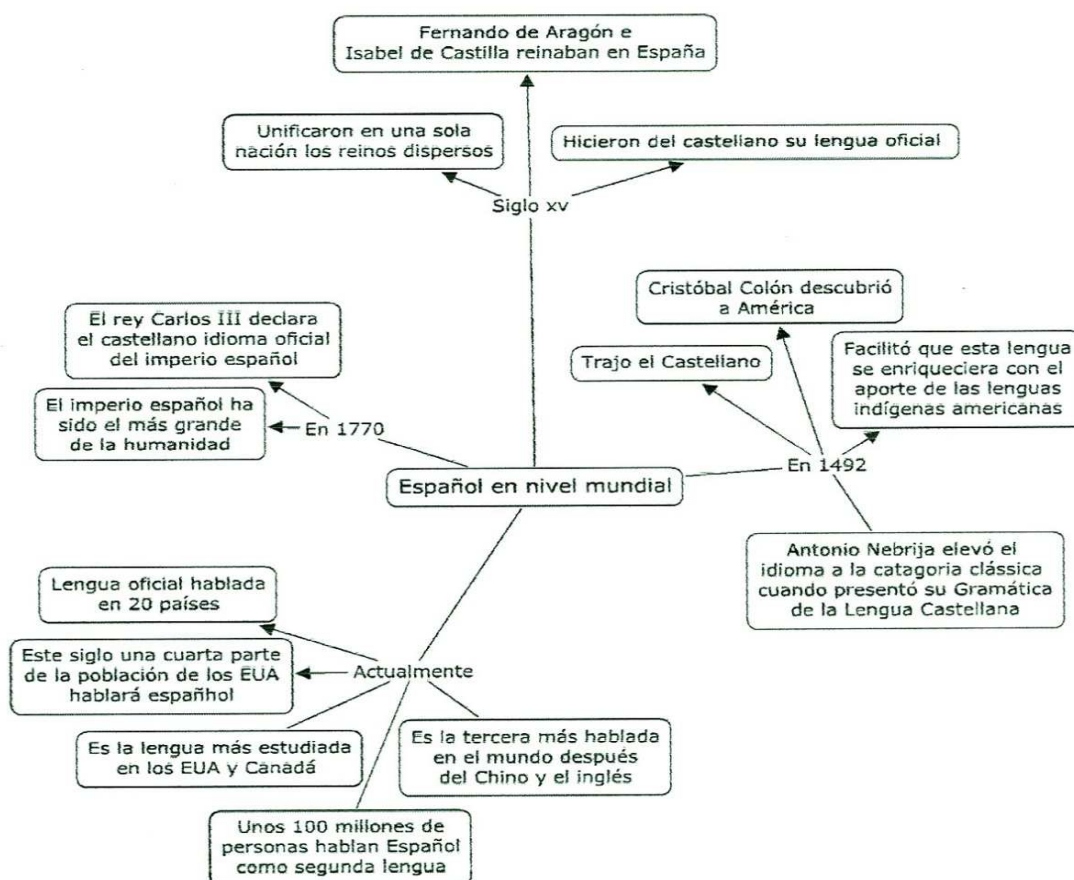 Fernando de Aragón e
Isabel de Castilla reinaban en España
Unificaron en una sola
nación los reinos dispersos
Hicieron del castellano su lengua oficial
Siglo xv
Cristóbal Colón descubrió
a América
El rey Carlos III declara
el castellano idioma oficial
del imperio español
Trajo el Castellano
Facilitó que esta lengua
se enriqueciera con el
aporte de las lenguas
indígenas americanas
El imperio español ha
sido el más grande
de la humanidad
En 1770
En 1492
Español en nivel mundial
Antonio Nebrija elevó el
idioma a la catagoria clássica
cuando presentó su Gramática
de la Lengua Castellana
Lengua oficial hablada
en 20 países
Este siglo una cuarta parte
de la población de los EUA
hablará españhol
Actualmente
Es la lengua más estudiada
en los EUA y Canadá
Es la tercera más hablada
en el mundo después
del Chino y el inglés
Unos 100 millones de
personas hablan Español
como segunda lengua